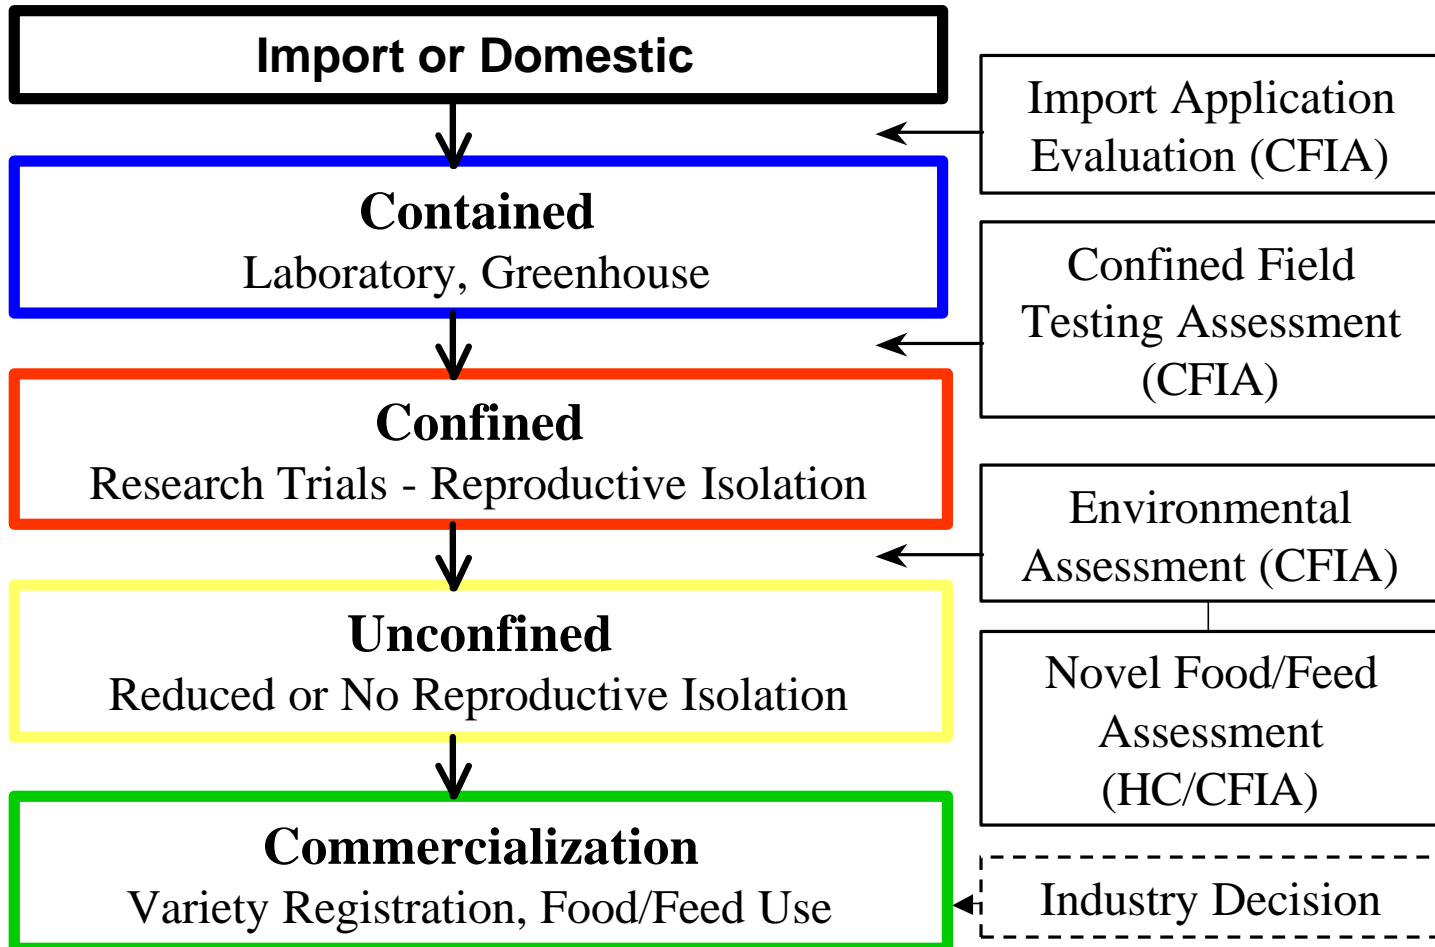 Import or Domestic
Import Application
Evaluation (CFIA)
Contained
Laboratory, Greenhouse
Confined Field
Testing Assessment
(CFIA)
Confined
Research Trials - Reproductive Isolation
Environmental
Assessment (CFIA)
Unconfined
Reduced or No Reproductive Isolation
Novel Food/Feed
Assessment
(HC/CFIA)
Commercialization
Variety Registration, Food/Feed Use
Industry Decision